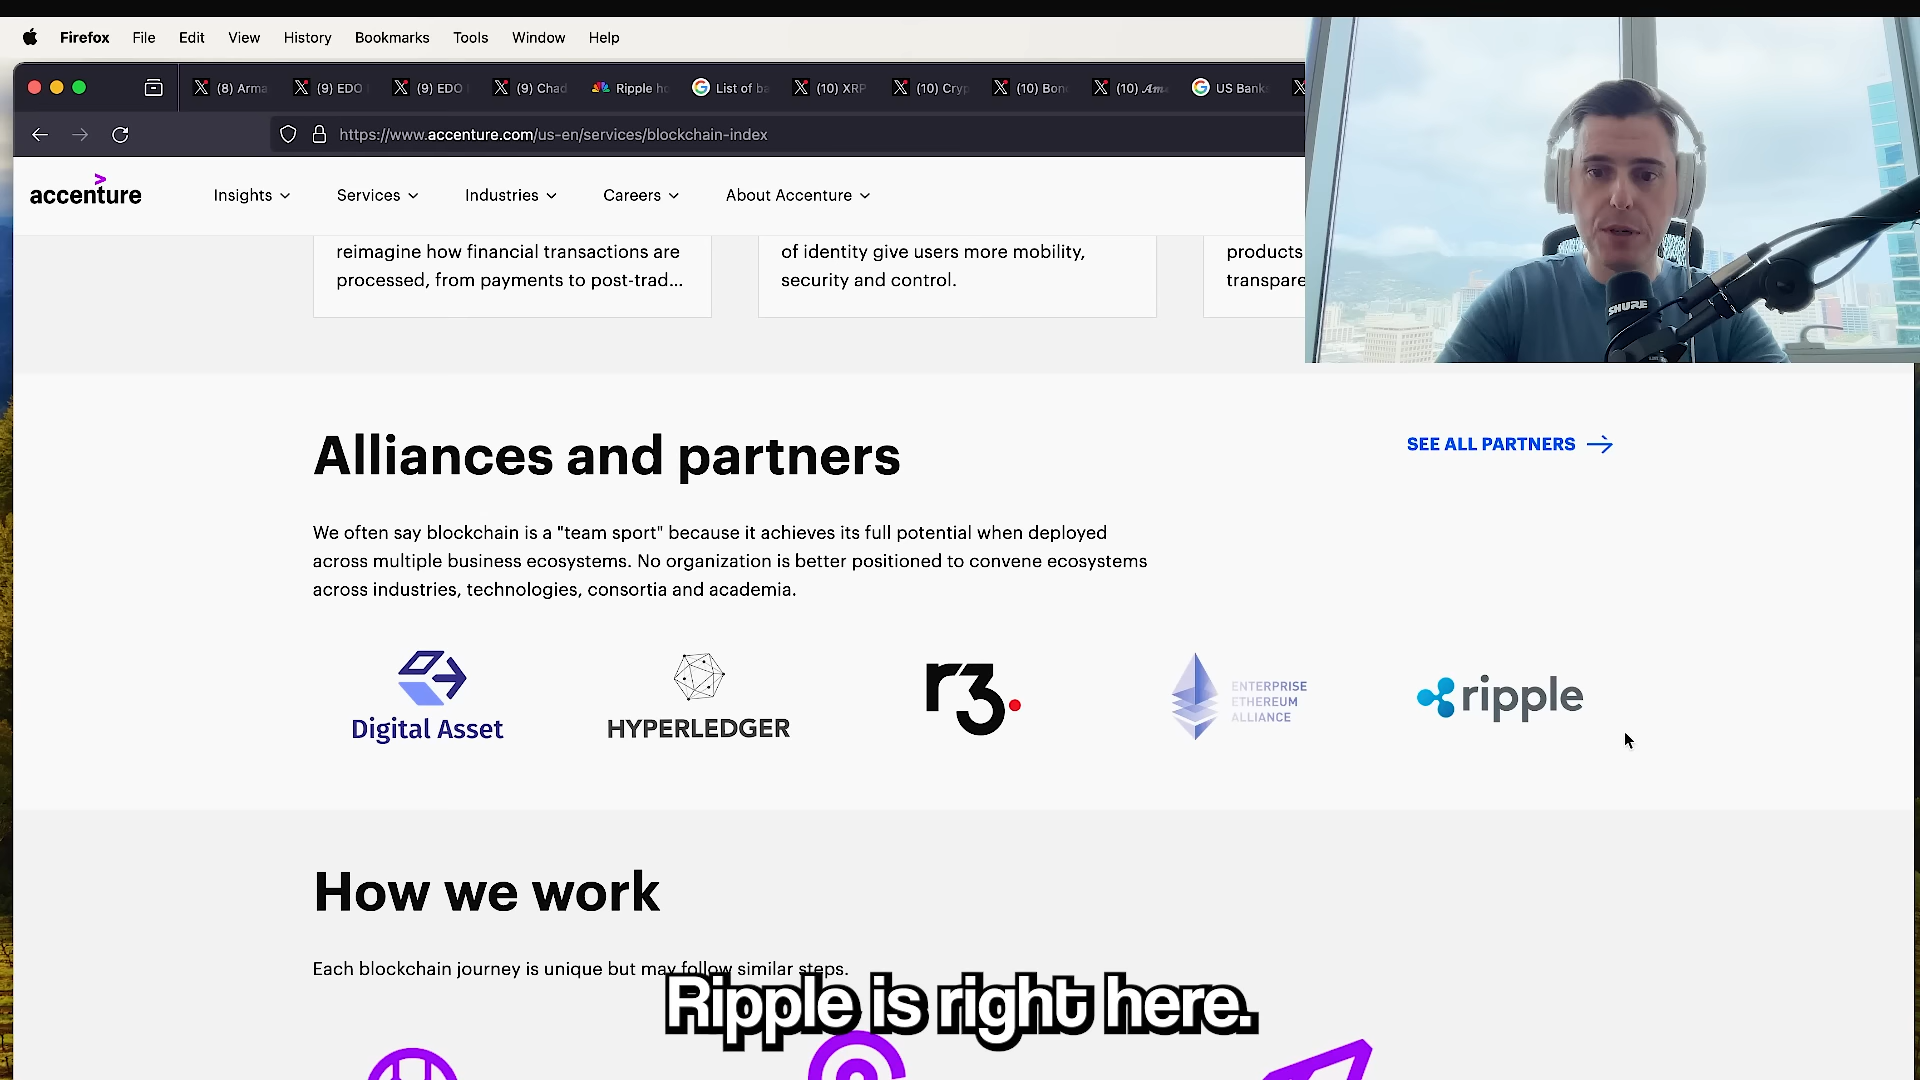 Firefox File Edit View History Bookmarks Tools Window Help
(8) Arma (9) EDO (9) EDO (9) Chad Ripple ho List of ba (10) XRP (10) Cryp (10) Bon (10) Am US Bank
https://www.accenture.com/us-en/services/blockchain-index
accenture Insights Services Industries Careers About Accenture
reimagine how financial transactions are
processed, from payments to post-trad...
of identity give users more mobility,
security and control.
products
transpare
SHURE
Alliances and partners
SEE ALL PARTNERS
We often say blockchain is a "team sport" because it achieves its full potential when deployed
across multiple business ecosystems. No organization is better positioned to convene ecosystems
across industries, technologies, consortia and academia.
Digital Asset
HYPERLEDGER
r3.
ENTERPRISE
ETHEREUM
ALLIANCE
ripple
How we work
Each blockchain journey is unique but may follow similar steps.
Ripple is right here.